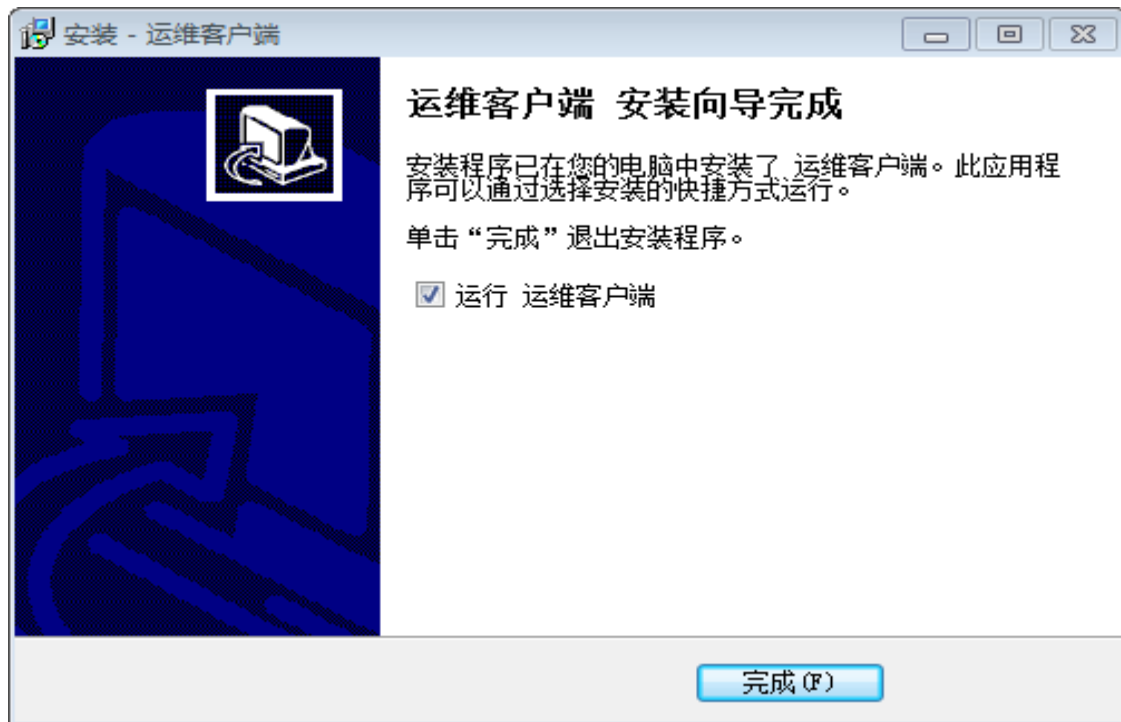 安装 - 运维客户端
运维客户端 安装向导完成
安装程序已在您的电脑中安装了 运维客户端。此应用程
序可以通过选择安装的快捷方式运行。
单击“完成”退出安装程序。
运行 运维客户端
完成(F)